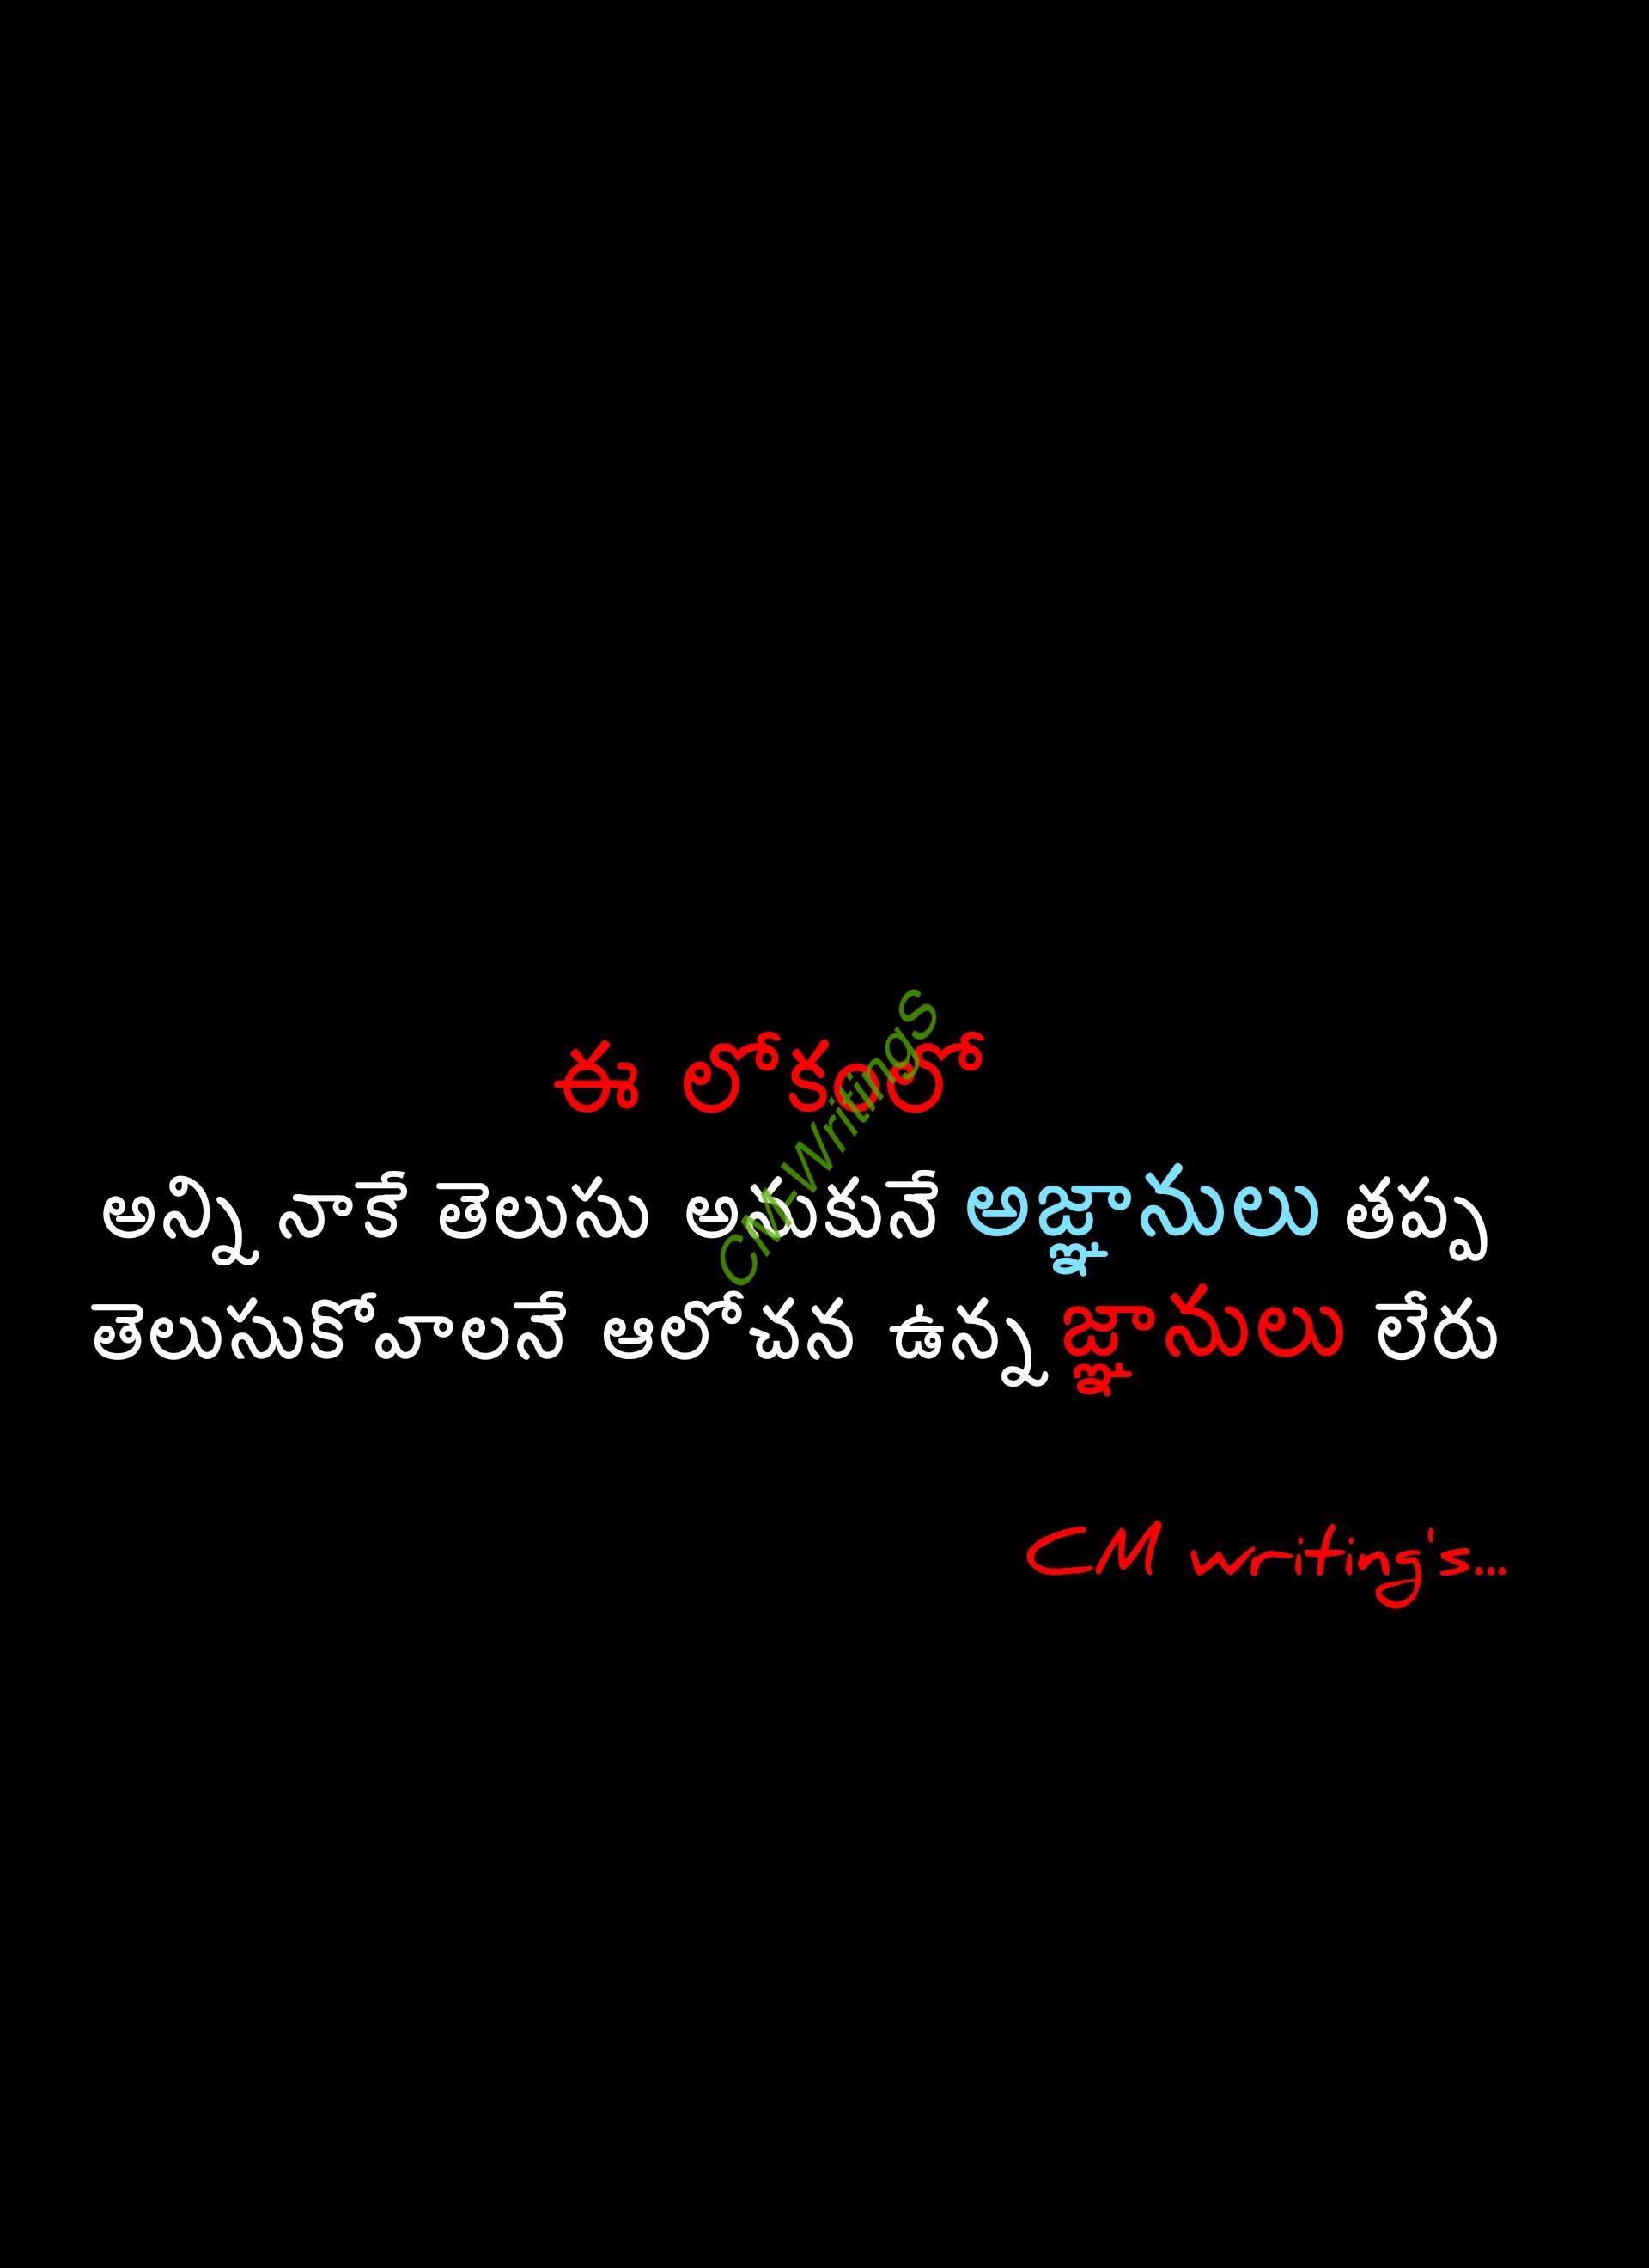 ఈ లోకంలో
అన్ని నాకే తెలుసు అనుకునే అజ్ఞానులు తప్ప
తెలుసుకోవాలనే ఆలోచన ఉన్న జ్ఞానులు లేరు
CM writing's...
CM-Writings